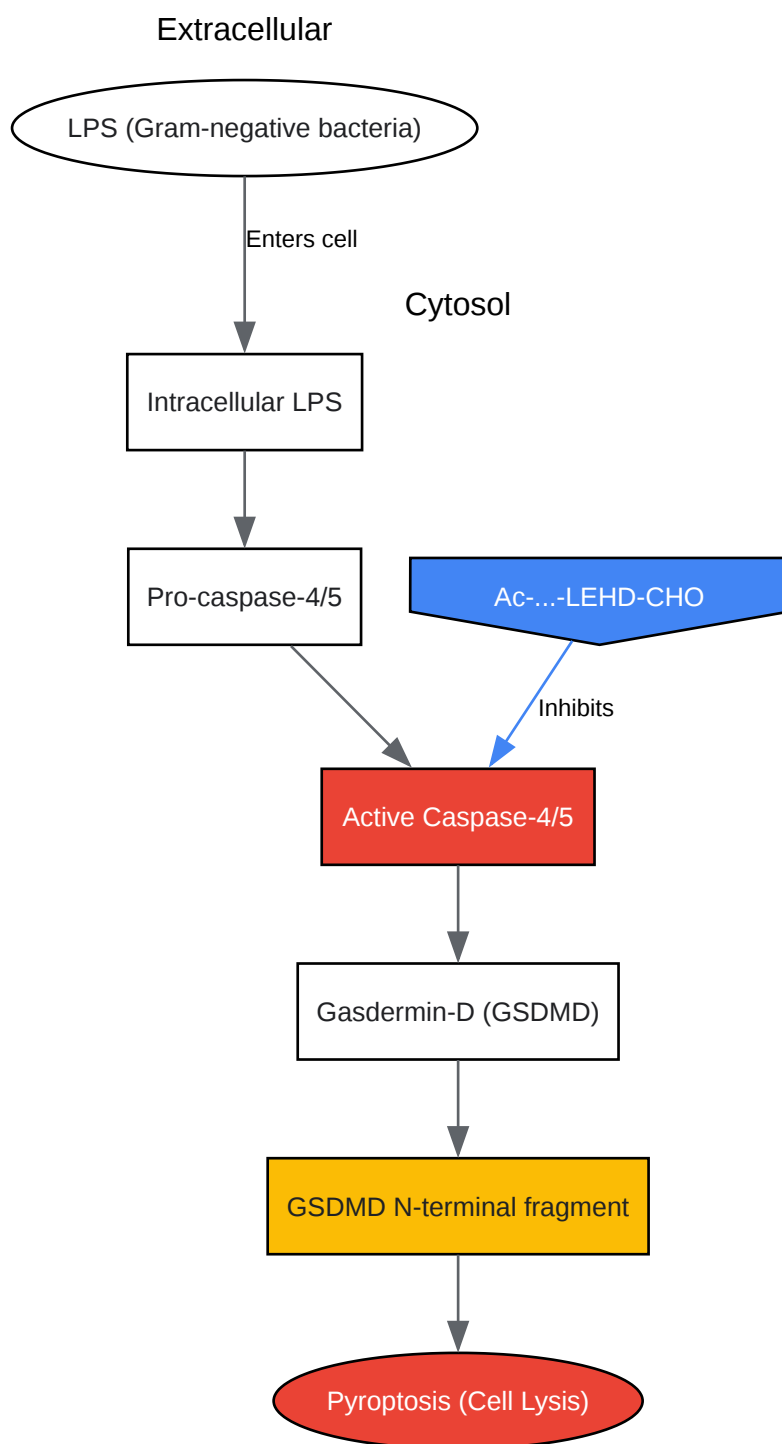 Extracellular
LPS (Gram-negative bacteria)
Enters cell
Cytosol
Intracellular LPS
Pro-caspase-4/5
Ac-...-LEHD-CHO
Inhibits
Active Caspase-4/5
Gasdermin-D (GSDMD)
GSDMD N-terminal fragment
Pyroptosis (Cell Lysis)